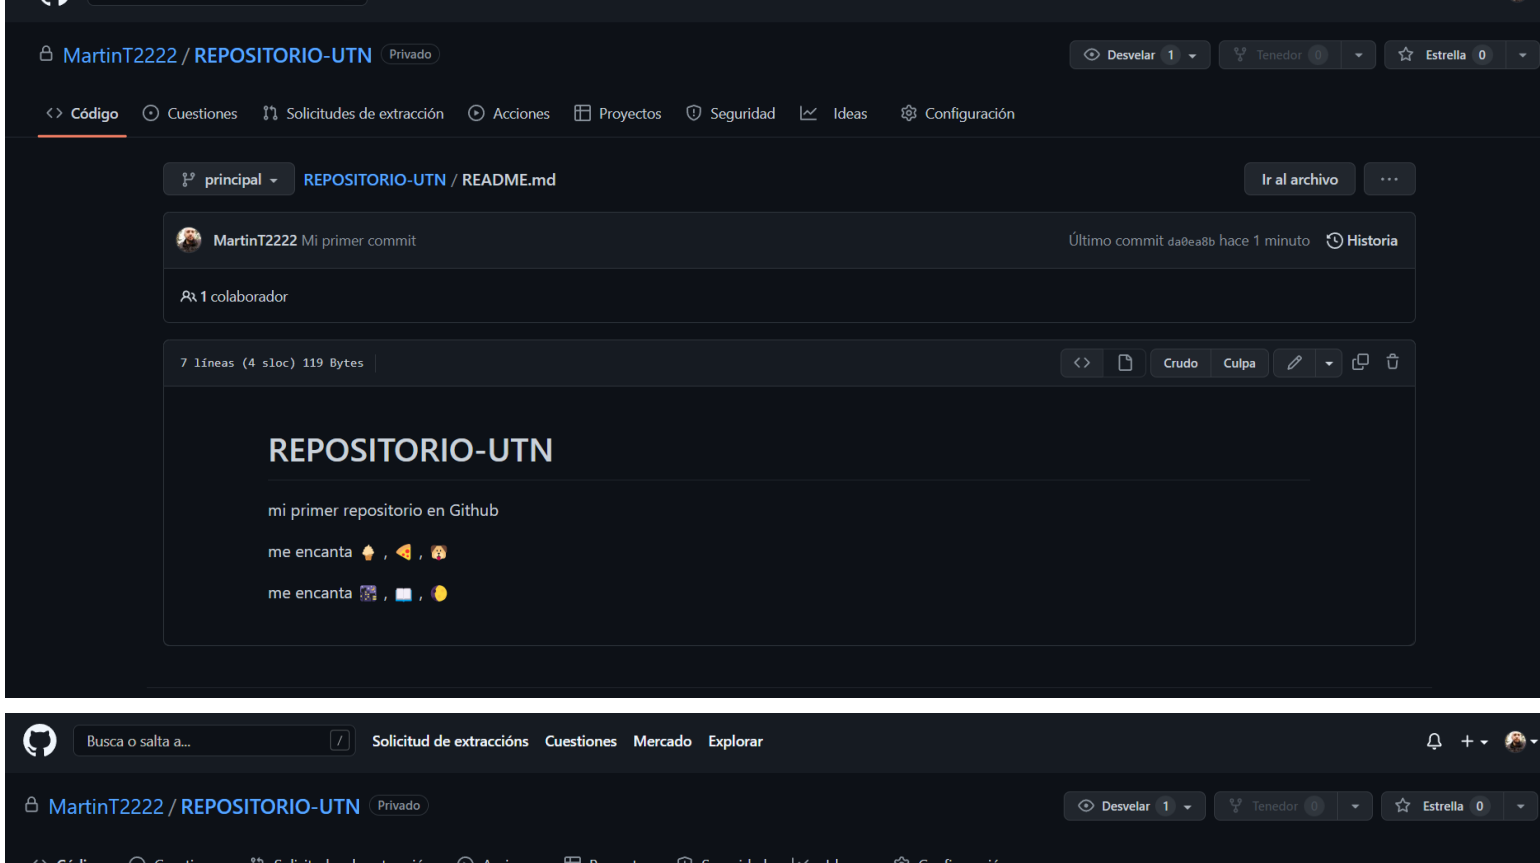 MartinT2222 / REPOSITORIO-UTN Privado Desvelar 1 Tenedor 0 Estrella 0
Código Cuestiones Solicitudes de extracción Acciones Proyectos Seguridad Ideas Configuración
principal REPOSITORIO-UTN / README.md Ir al archivo ...
MartinT2222 Mi primer commit Último commit da0ea8b hace 1 minuto Historia
1 colaborador
7 líneas (4 sloc) 119 Bytes <> Crudo Culpa
REPOSITORIO-UTN
mi primer repositorio en Github
me encanta 🍦 , 🍕 , 🐶
me encanta 🎆 , 📖 , 🌔
Busca o salta a... / Solicitud de extraccións Cuestiones Mercado Explorar
MartinT2222 / REPOSITORIO-UTN Privado Desvelar 1 Tenedor 0 Estrella 0